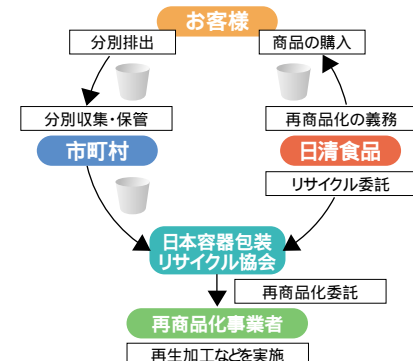 お客様
分別排出
商品の購入
分別収集・保管
再商品化の義務
市町村
日清食品
リサイクル委託
日本容器包装
リサイクル協会
再商品化委託
再商品化事業者
再生加工などを実施